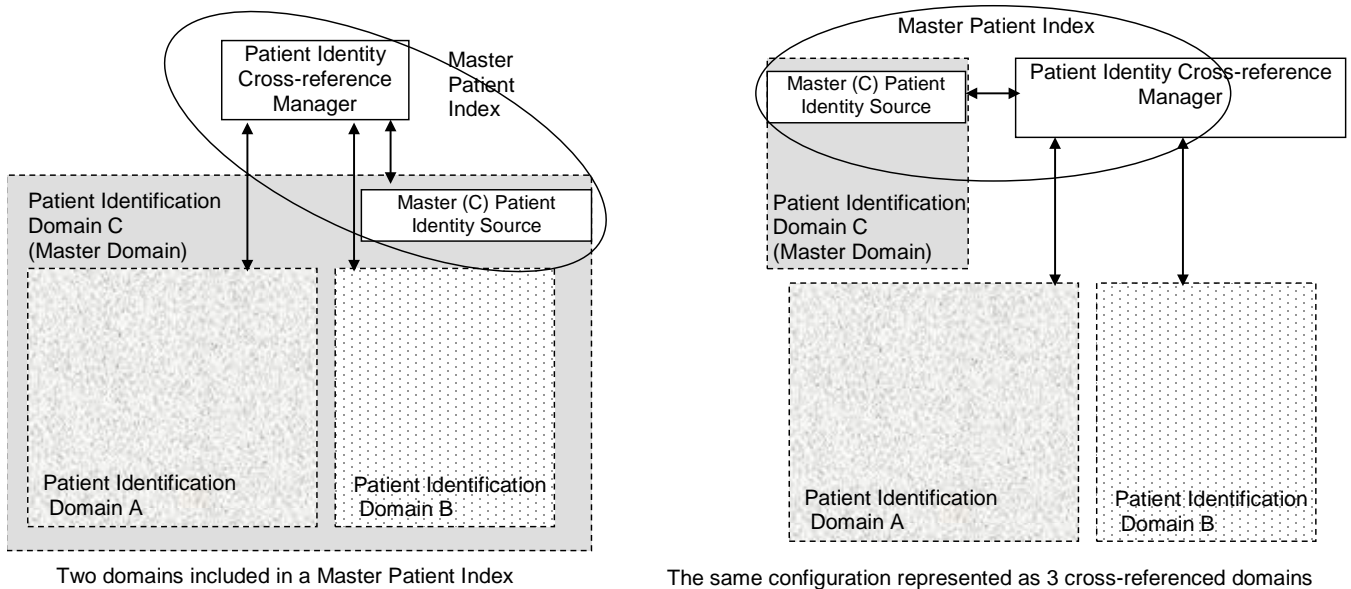 Patient Identity
Cross-reference
Manager
Master
Patient
Index
Patient Identification
Domain C
(Master Domain)
Master (C) Patient
Identity Source
Patient Identification
Domain A
Patient Identification
Domain B
Two domains included in a Master Patient Index
Master Patient Index
Master (C) Patient
Identity Source
Patient Identity Cross-reference
Manager
Patient Identification
Domain C
(Master Domain)
Patient Identification
Domain A
Patient Identification
Domain B
The same configuration represented as 3 cross-referenced domains